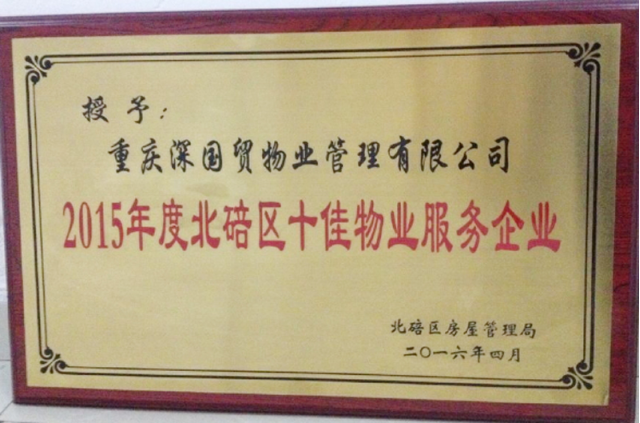 授予：
重庆深国贸物业管理有限公司
2015年度北碚区十佳物业服务企业
北碚区房屋管理局
二〇一六年四月